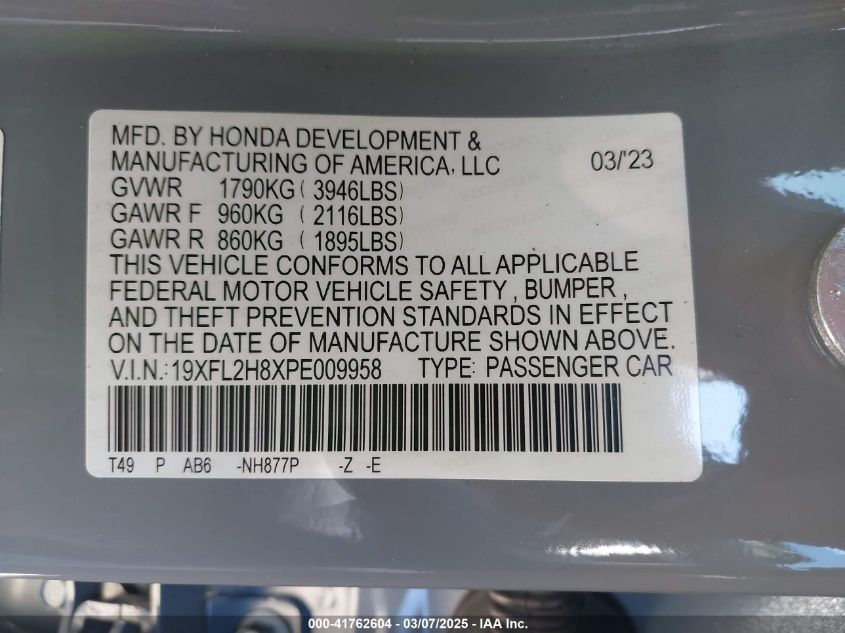 MFD. BY HONDA DEVELOPMENT &
MANUFACTURING OF AMERICA, LLC 03/'23
GVWR 1790KG ( 3946LBS)
GAWR F 960KG ( 2116LBS)
GAWR R 860KG ( 1895LBS)
THIS VEHICLE CONFORMS TO ALL APPLICABLE
FEDERAL MOTOR VEHICLE SAFETY , BUMPER ,
AND THEFT PREVENTION STANDARDS IN EFFECT
ON THE DATE OF MANUFACTURE SHOWN ABOVE.
V.I.N.:19XFL2H8XPE009958 TYPE: PASSENGER CAR
T49 P AB6 -NH877P -Z -E
000-41762604 — 03/07/2025 - IAA Inc.